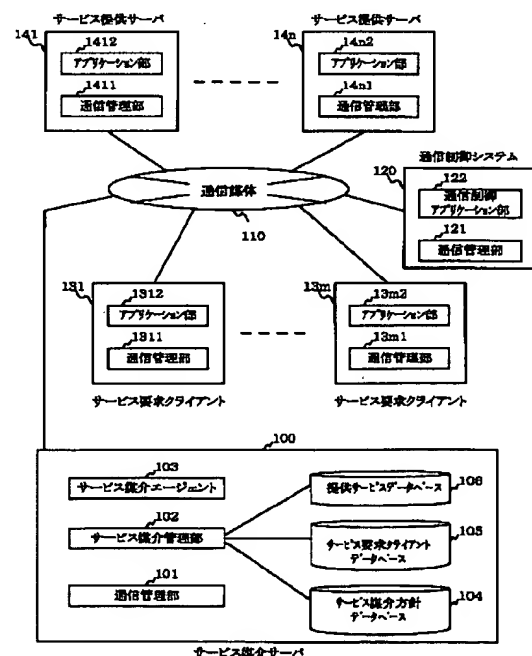 サービス提供サーバ
サービス提供サーバ
141
1412
アプリケーション部
1411
通信管理部
14n
14n2
アプリケーション部
14n1
通信管理部
通信制御システム
120
122
通信制御
アプリケーション部
121
通信管理部
通信媒体
110
131
1312
アプリケーション部
1311
通信管理部
13m
13m2
アプリケーション部
13m1
通信管理部
サービス要求クライアント
サービス要求クライアント
100
103
サービス媒介エージェント
102
サービス媒介管理部
101
通信管理部
106
提供サービスデータベース
105
サービス要求クライアント
データベース
104
サービス媒介方針
データベース
サービス媒介サーバ